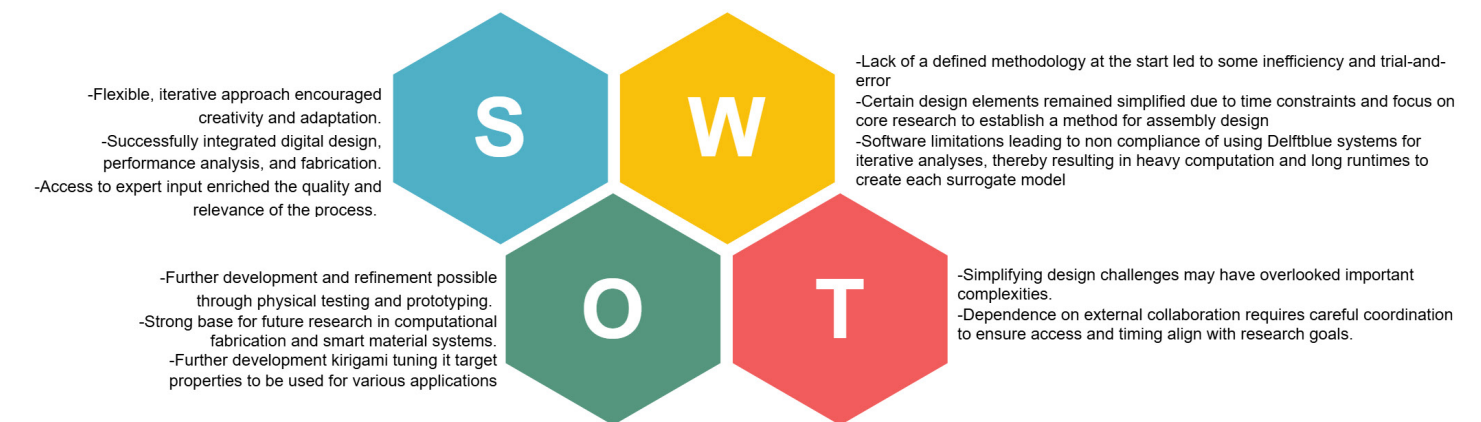 S
-Flexible, iterative approach encouraged
creativity and adaptation.
-Successfully integrated digital design,
performance analysis, and fabrication.
-Access to expert input enriched the quality and
relevance of the process.
W
-Lack of a defined methodology at the start led to some inefficiency and trial-and-
error
-Certain design elements remained simplified due to time constraints and focus on
core research to establish a method for assembly design
-Software limitations leading to non compliance of using Delftblue systems for
iterative analyses, thereby resulting in heavy computation and long runtimes to
create each surrogate model
O
-Further development and refinement possible
through physical testing and prototyping.
-Strong base for future research in computational
fabrication and smart material systems.
-Further development kirigami tuning it target
properties to be used for various applications
T
-Simplifying design challenges may have overlooked important
complexities.
-Dependence on external collaboration requires careful coordination
to ensure access and timing align with research goals.